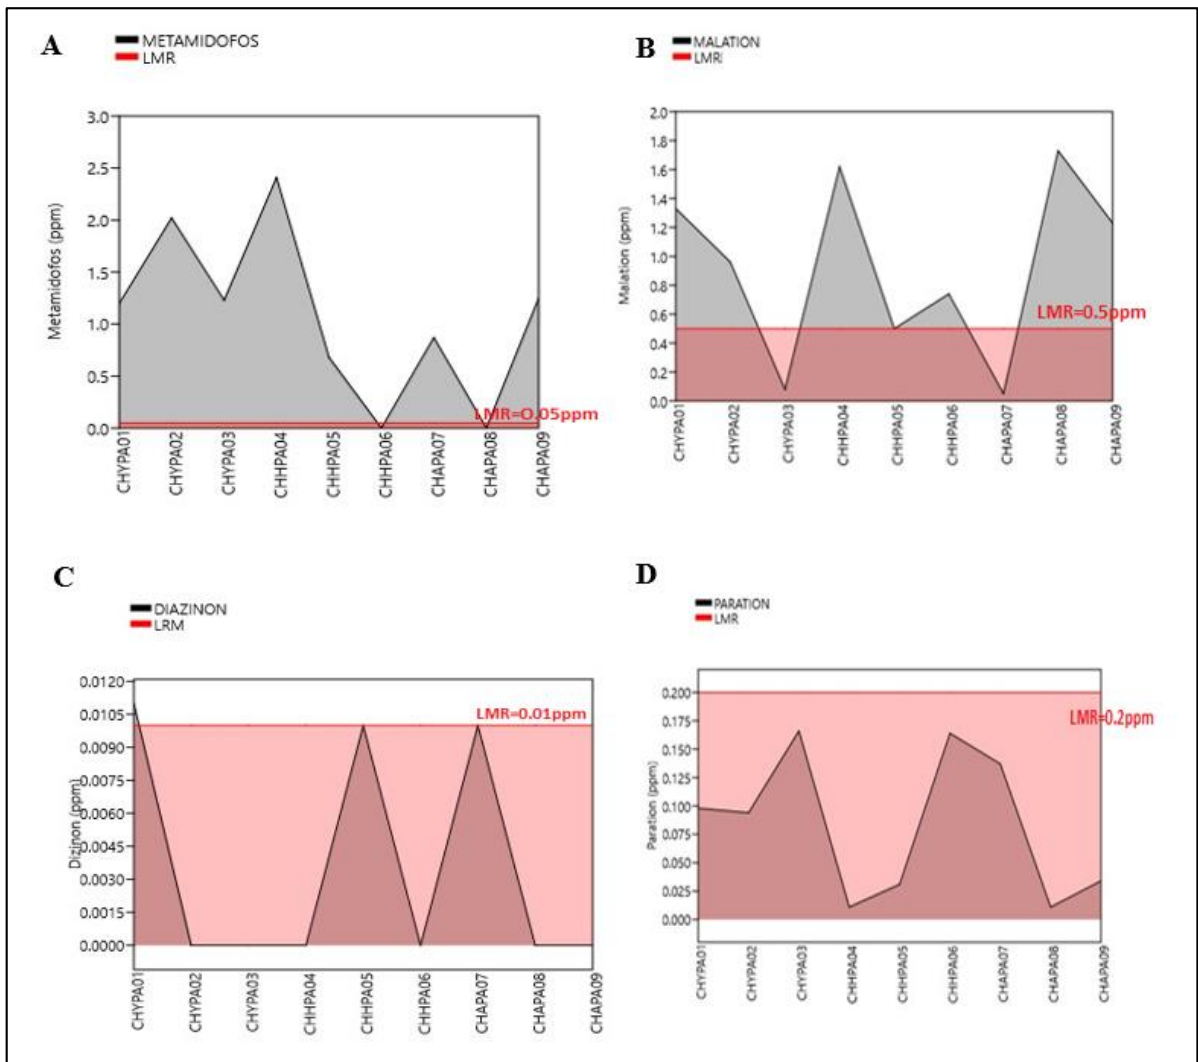 A
METAMIDOFOS
LMR
Metamidofos (ppm)
3.0
2.5
2.0
1.5
1.0
0.5
0.0
LMR=O.05ppm
CHYPA01
CHYPA02
CHYPA03
CHHPA04
CHHPA05
CHHPA06
CHAPA07
CHAPA08
CHAPA09
B
MALATION
LMR
Malation (ppm)
2.0
1.8
1.6
1.4
1.2
1.0
0.8
0.6
0.4
0.2
0.0
LMR=0.5ppm
CHYPA01
CHYPA02
CHYPA03
CHHPA04
CHHPA05
CHHPA06
CHAPA07
CHAPA08
CHAPA09
C
DIAZINON
LRM
Dizinon (ppm)
0.0120
0.0105
0.0090
0.0075
0.0060
0.0045
0.0030
0.0015
0.0000
LMR=0.01ppm
CHYPA01
CHYPA02
CHYPA03
CHHPA04
CHHPA05
CHHPA06
CHAPA07
CHAPA08
CHAPA09
D
PARATION
LMR
Paration (ppm)
0.200
0.175
0.150
0.125
0.100
0.075
0.050
0.025
0.000
LMR=0.2ppm
CHYPA01
CHYPA02
CHYPA03
CHHPA04
CHHPA05
CHHPA06
CHAPA07
CHAPA08
CHAPA09